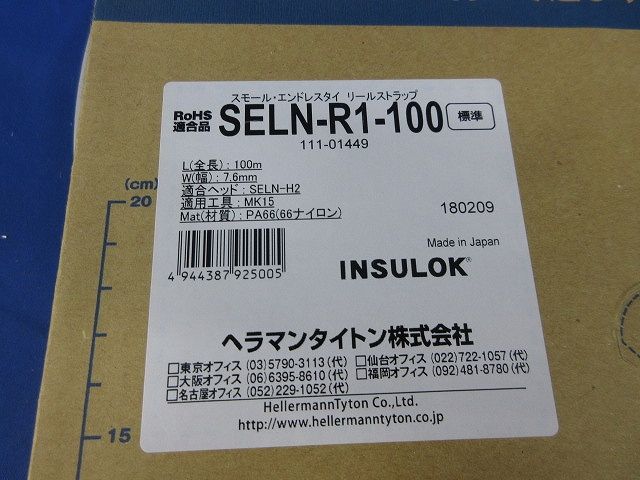 スモール・エンドレスタイ リールストラップ
RoHS
適合品
SELN-R1-100
標準
111-01449
L(全長) : 100m
W(幅) : 7.6mm
適合ヘッド : SELN-H2
適用工具 : MK15
Mat(材質) : PA66(66ナイロン)
180209
Made in Japan
4 944387 925005
INSULOK®
ヘラマンタイトン株式会社
□東京オフィス (03)5790-3113(代) □仙台オフィス (022)722-1057(代)
□大阪オフィス (06)6395-8610(代) □福岡オフィス (092)481-8780(代)
□名古屋オフィス (052)229-1052(代)
HellermannTyton Co.,Ltd.
http://www.hellermanntyton.co.jp
(cm)
20
15